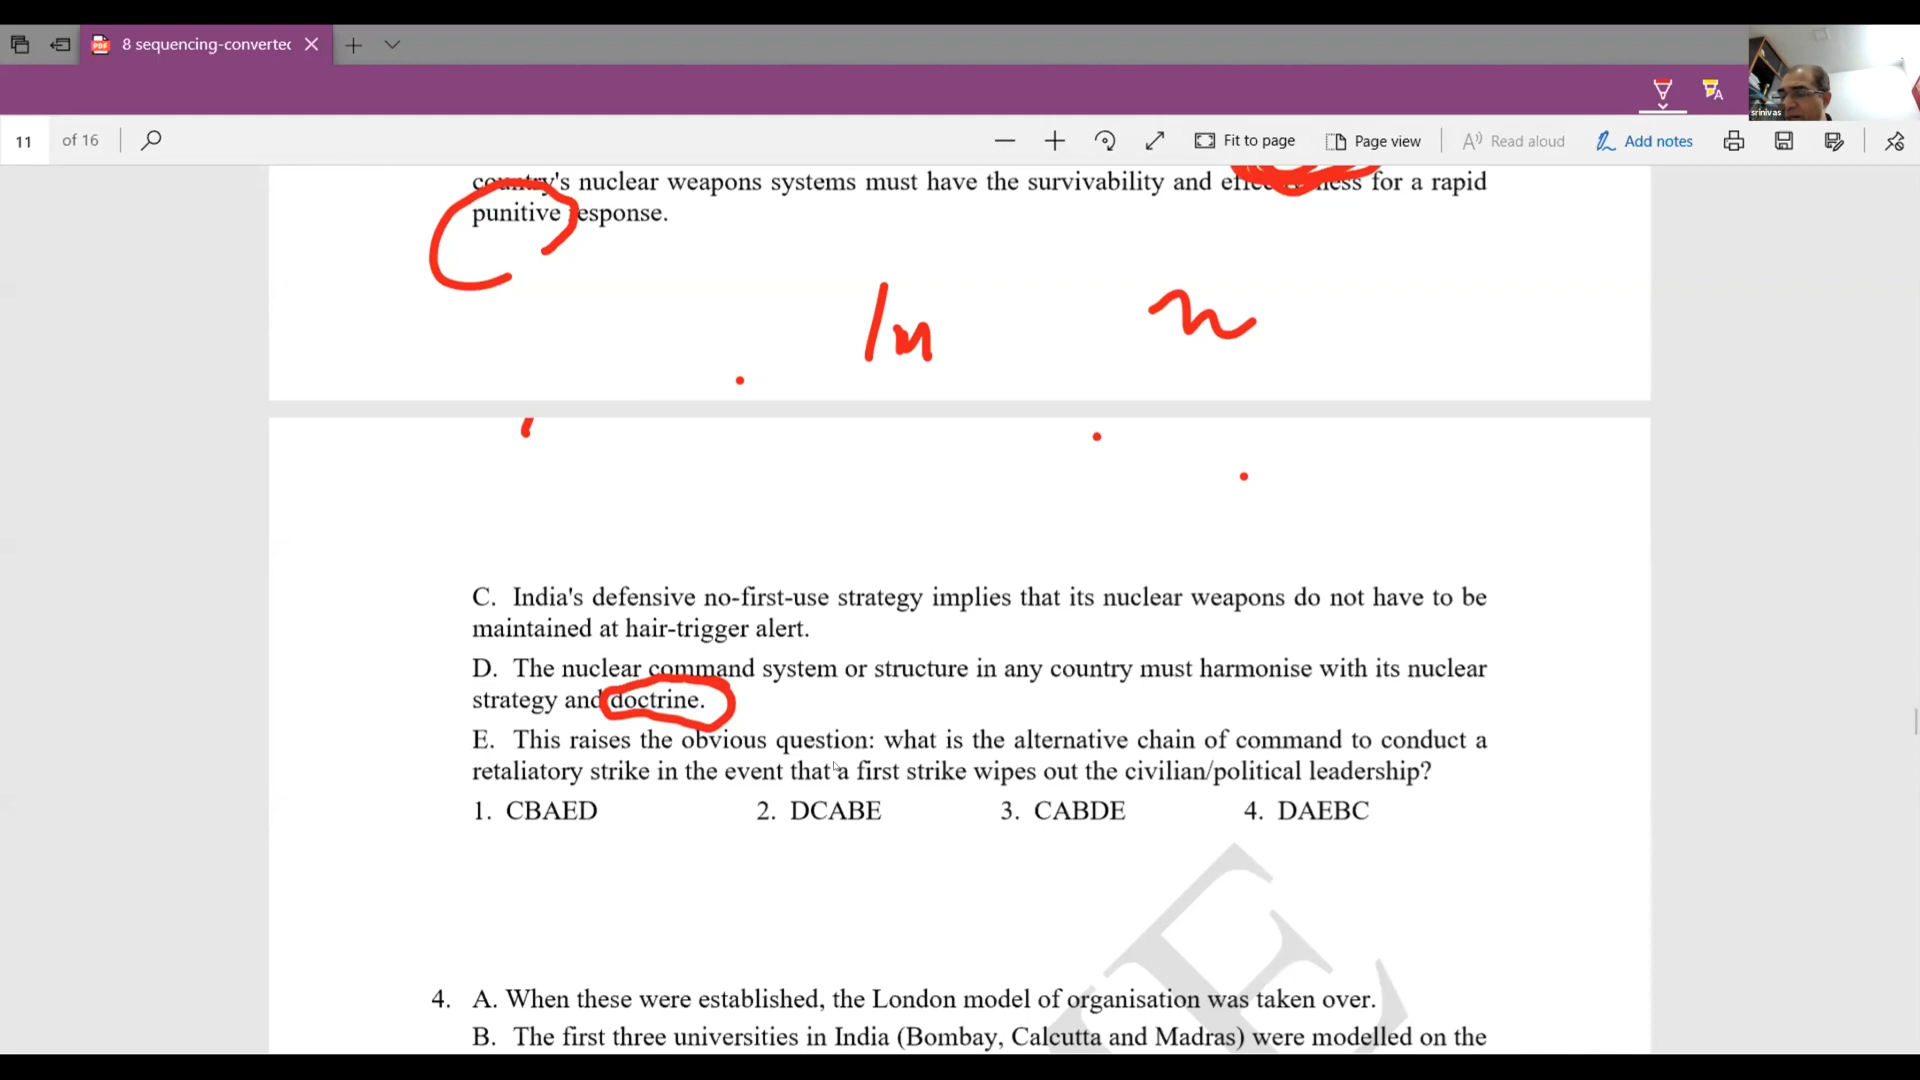 8 sequencing-converted
srinivas
11 of 16
Fit to page
Page view
Read aloud
Add notes
country's nuclear weapons systems must have the survivability and effectiveness for a rapid
punitive response.
In
C. India's defensive no-first-use strategy implies that its nuclear weapons do not have to be
maintained at hair-trigger alert.
D. The nuclear command system or structure in any country must harmonise with its nuclear
strategy and doctrine.
E. This raises the obvious question: what is the alternative chain of command to conduct a
retaliatory strike in the event that a first strike wipes out the civilian/political leadership?
1. CBAED 2. DCABE 3. CABDE 4. DAEBC
4. A. When these were established, the London model of organisation was taken over.
B. The first three universities in India (Bombay, Calcutta and Madras) were modelled on the